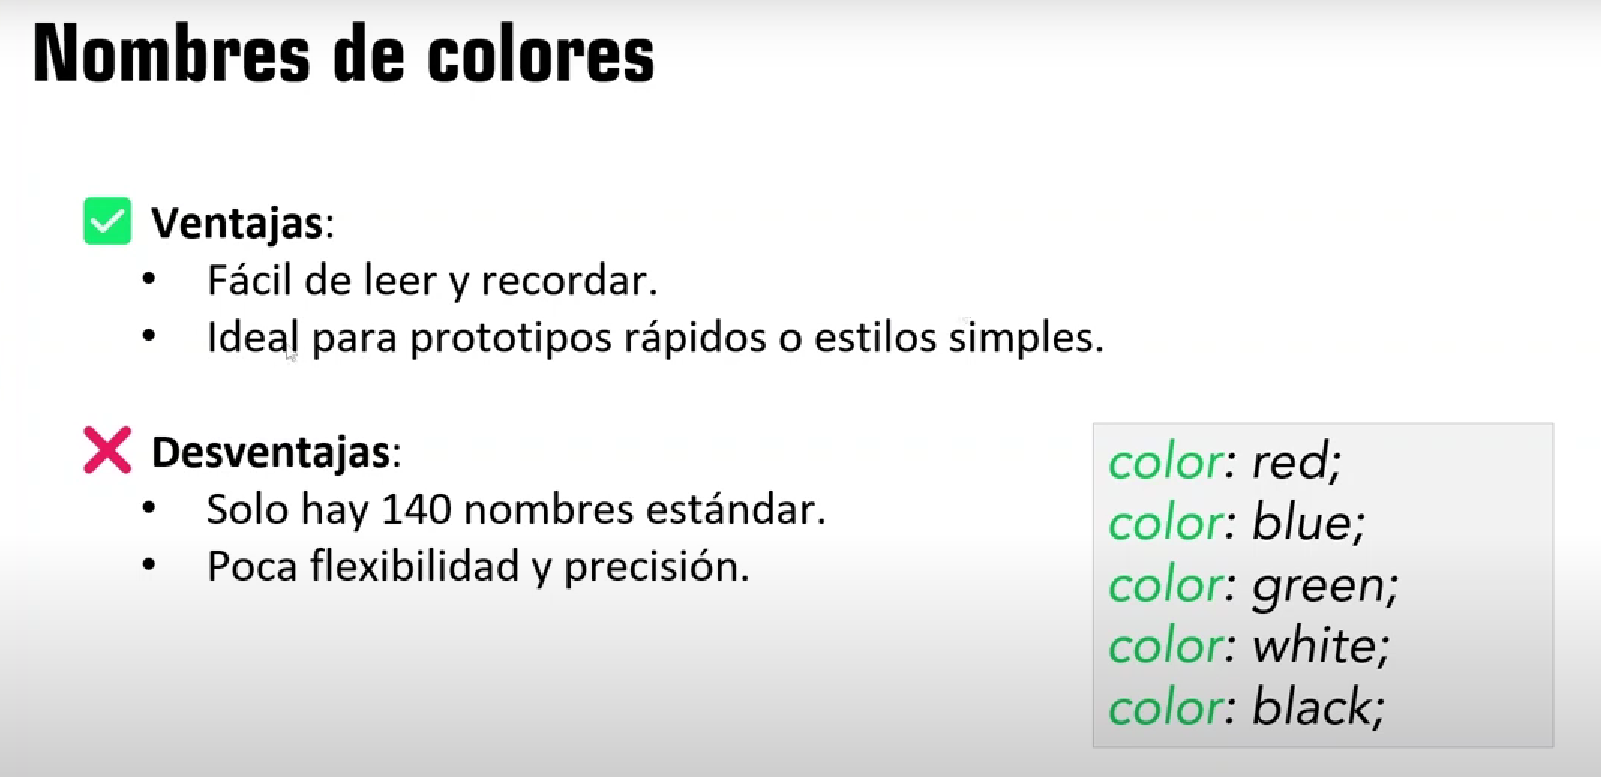 Nombres de colores
✅ Ventajas:
• Fácil de leer y recordar.
• Ideal para prototipos rápidos o estilos simples.
❌ Desventajas:
• Solo hay 140 nombres estándar.
• Poca flexibilidad y precisión.
color: red;
color: blue;
color: green;
color: white;
color: black;